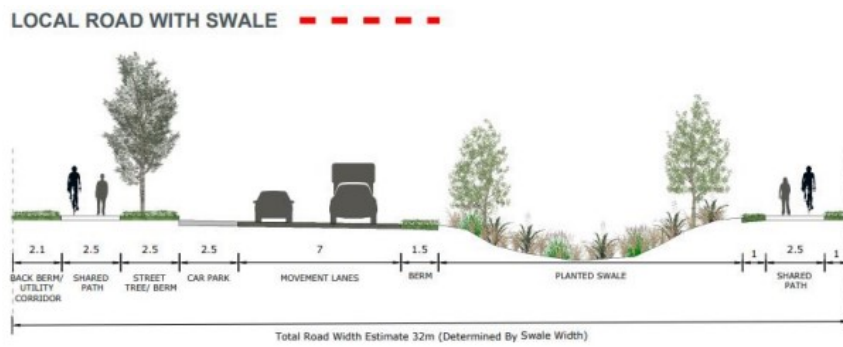 LOCAL ROAD WITH SWALE
2.1 2.5 2.5 2.5 7 1.5 1 2.5 1
BACK BERM/ UTILITY CORRIDOR
SHARED PATH
STREET TREE/ BERM
CAR PARK
MOVEMENT LANES
BERM
PLANTED SWALE
SHARED PATH
Total Road Width Estimate 32m (Determined By Swale Width)